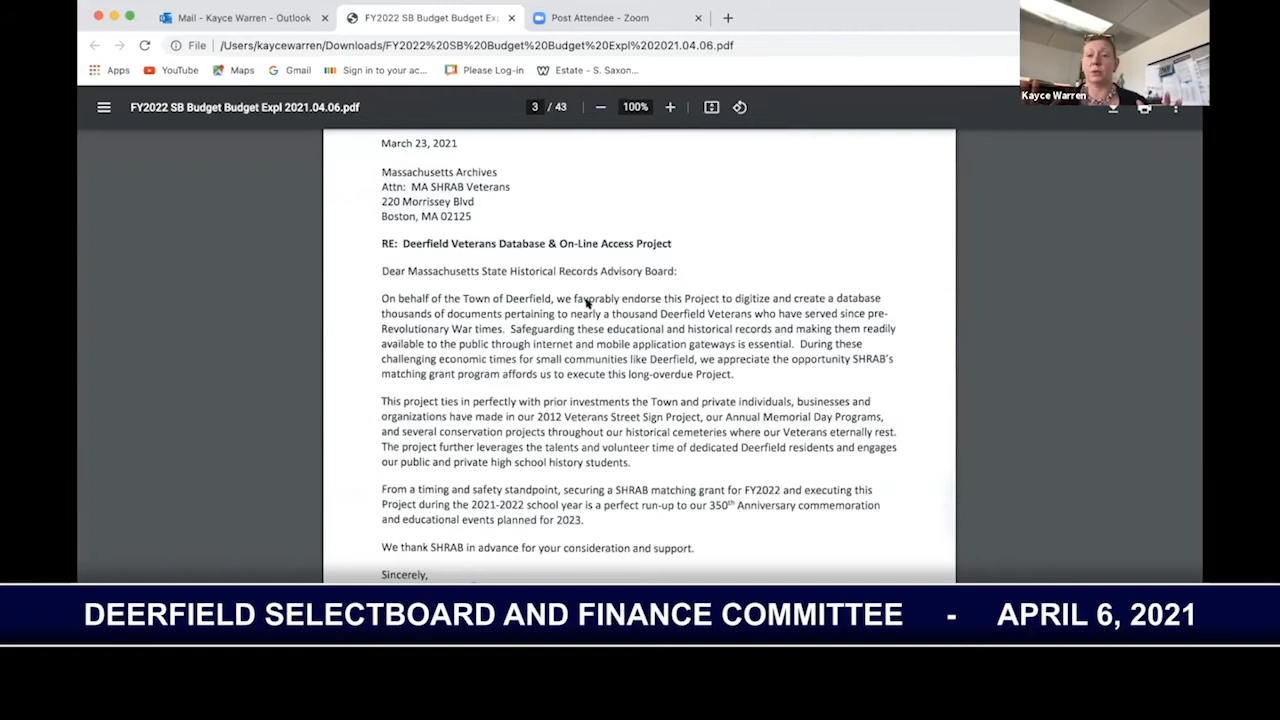 Mail - Kayce Warren - Outlook
FY2022 SB Budget Budget Ex
Post Attendee - Zoom
File
/Users/kaycewarren/Downloads/FY2022%20SB%20Budget%20Budget%20Expl%202021.04.06.pdf
Apps
YouTube
Maps
Gmail
Sign in to your ac...
Please Log-in
Estate - S. Saxon...
Kayce Warren
FY2022 SB Budget Budget Expl 2021.04.06.pdf
3 / 43
100%
March 23, 2021
Massachusetts Archives
Attn: MA SHRAB Veterans
220 Morrissey Blvd
Boston, MA 02125
RE: Deerfield Veterans Database & On-Line Access Project
Dear Massachusetts State Historical Records Advisory Board:
On behalf of the Town of Deerfield, we favorably endorse this Project to digitize and create a database
thousands of documents pertaining to nearly a thousand Deerfield Veterans who have served since pre-
Revolutionary War times. Safeguarding these educational and historical records and making them readily
available to the public through internet and mobile application gateways is essential. During these
challenging economic times for small communities like Deerfield, we appreciate the opportunity SHRAB's
matching grant program affords us to execute this long-overdue Project.
This project ties in perfectly with prior investments the Town and private individuals, businesses and
organizations have made in our 2012 Veterans Street Sign Project, our Annual Memorial Day Programs,
and several conservation projects throughout our historical cemeteries where our Veterans eternally rest.
The project further leverages the talents and volunteer time of dedicated Deerfield residents and engages
our public and private high school history students.
From a timing and safety standpoint, securing a SHRAB matching grant for FY2022 and executing this
Project during the 2021-2022 school year is a perfect run-up to our 350th Anniversary commemoration
and educational events planned for 2023.
We thank SHRAB in advance for your consideration and support.
Sincerely,
DEERFIELD SELECTBOARD AND FINANCE COMMITTEE - APRIL 6, 2021